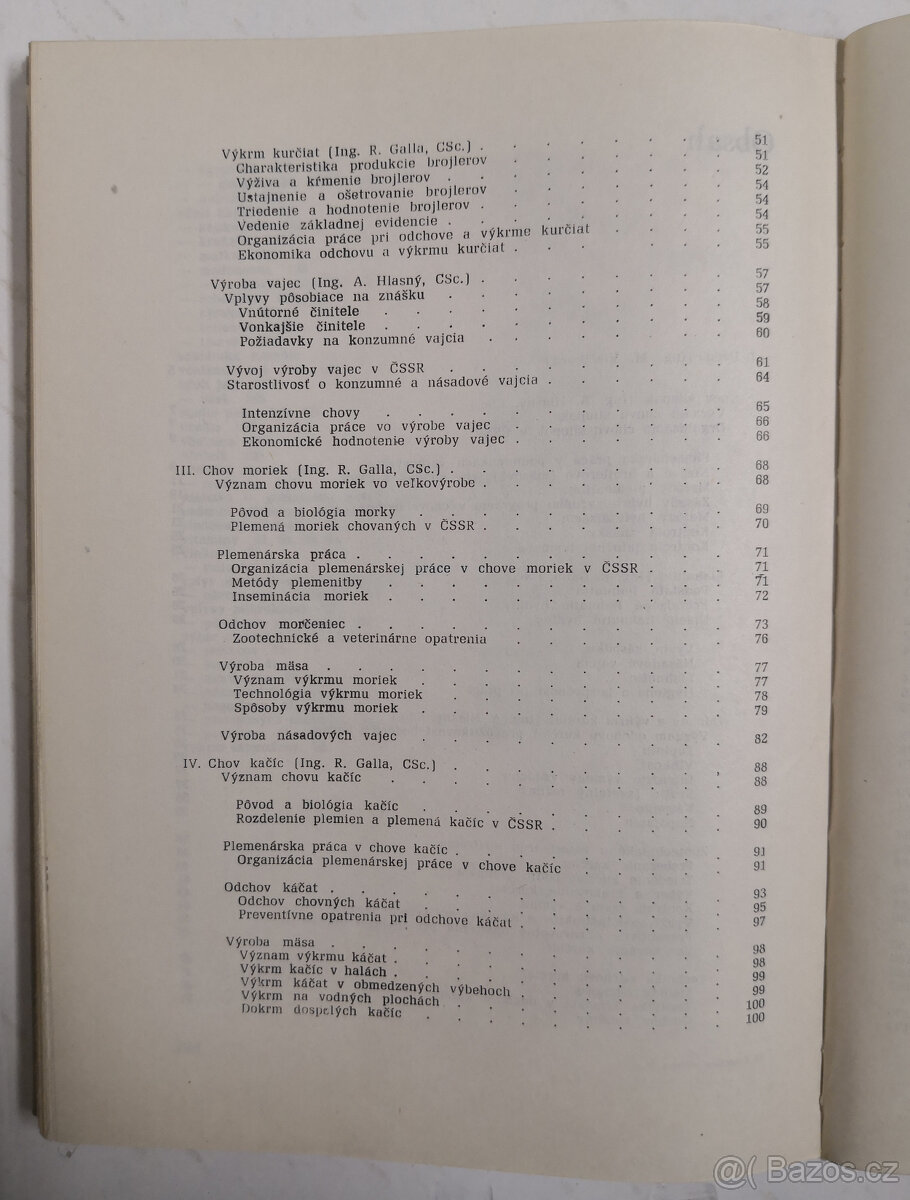 Výkrm kurčiat (Ing. R. Galla, CSc.) . . . . . . . 51
Charakteristika produkcie brojlerov . . . . . . . 51
Výživa a kŕmenie brojlerov . . . . . . . . 52
Ustajnenie a ošetrovanie brojlerov . . . . . . . 54
Triedenie a hodnotenie brojlerov . . . . . . . . 54
Vedenie základnej evidencie . . . . . . . . . 54
Organizácia práce pri odchove a výkrme kurčiat . . . . 55
Ekonomika odchovu a výkrmu kurčiat . . . . . . . 55
Výroba vajec (Ing. A. Hlasný, CSc.) . . . . . . . . 57
Vplyvy pôsobiace na znášku . . . . . . . . . 57
Vnútorné činitele . . . . . . . . . . . 58
Vonkajšie činitele . . . . . . . . . . . 59
Požiadavky na konzumné vajcia . . . . . . . . 60
Vývoj výroby vajec v ČSSR . . . . . . . . . 61
Starostlivosť o konzumné a násadové vajcia . . . . . . 64
Intenzívne chovy . . . . . . . . . . . 65
Organizácia práce vo výrobe vajec . . . . . . . 66
Ekonomické hodnotenie výroby vajec . . . . . . . 66
III. Chov moriek (Ing. R. Galla, CSc.) . . . . . . . . . 68
Význam chovu moriek vo veľkovýrobe . . . . . . . . 68
Pôvod a biológia morky . . . . . . . . . . 69
Plemená moriek chovaných v ČSSR . . . . . . . . 70
Plemenárska práca . . . . . . . . . . . . 71
Organizácia plemenárskej práce v chove moriek v ČSSR . . . 71
Metódy plemenitby . . . . . . . . . . . 71
Inseminácia moriek . . . . . . . . . . . 72
Odchov morčeniec . . . . . . . . . . . . 73
Zootechnické a veterinárne opatrenia . . . . . . . 76
Výroba mäsa . . . . . . . . . . . . . 77
Význam výkrmu moriek . . . . . . . . . . 77
Technológia výkrmu moriek . . . . . . . . . 78
Spôsoby výkrmu moriek . . . . . . . . . . 79
Výroba násadových vajec . . . . . . . . . . 82
IV. Chov kačíc (Ing. R. Galla, CSc.) . . . . . . . . . 88
Význam chovu kačíc . . . . . . . . . . . 88
Pôvod a biológia kačíc . . . . . . . . . . 89
Rozdelenie plemien a plemená kačíc v ČSSR . . . . . . 90
Plemenárska práca v chove kačíc . . . . . . . . . 91
Organizácia plemenárskej práce v chove kačíc . . . . . 91
Odchov káčat . . . . . . . . . . . . . 93
Odchov chovných káčat . . . . . . . . . . 95
Preventívne opatrenia pri odchove káčat . . . . . . . 97
Výroba mäsa . . . . . . . . . . . . . 98
Význam výkrmu káčat . . . . . . . . . . . 98
Výkrm kačíc v halách . . . . . . . . . . . 99
Výkrm káčat v obmedzených výbehoch . . . . . . . 99
Výkrm na vodných plochách . . . . . . . . . 100
Dokrm dospelých kačíc . . . . . . . . . . 100
Bazos.cz